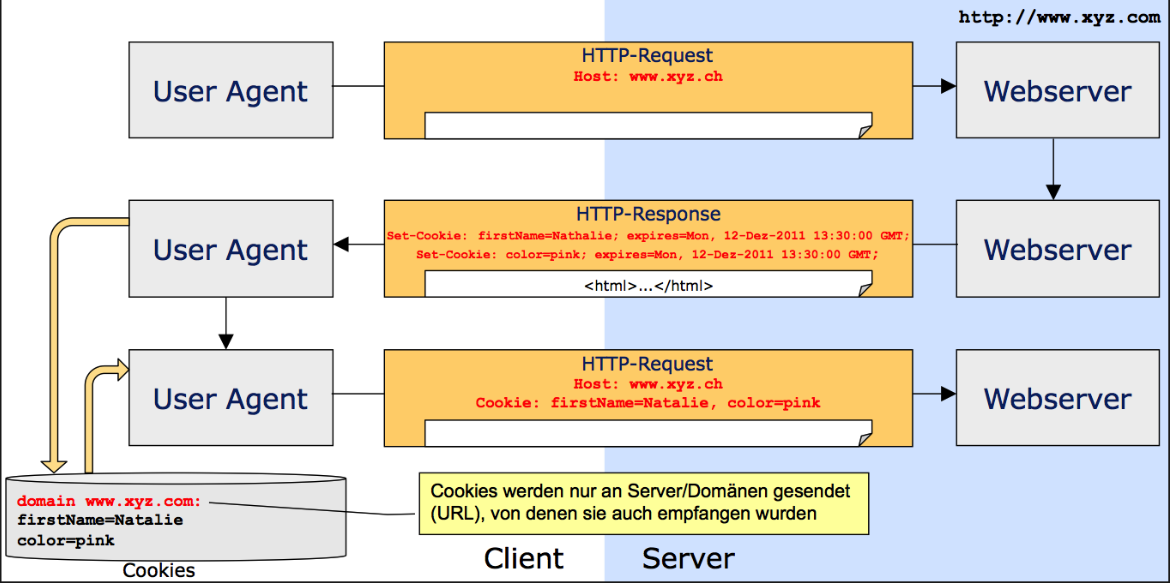 http://www.xyz.com
User Agent
HTTP-Request
Host: www.xyz.ch
Webserver
User Agent
HTTP-Response
Set-Cookie: firstName=Nathalie; expires=Mon, 12-Dez-2011 13:30:00 GMT;
Set-Cookie: color=pink; expires=Mon, 12-Dez-2011 13:30:00 GMT;
<html>...</html>
Webserver
User Agent
HTTP-Request
Host: www.xyz.ch
Cookie: firstName=Natalie, color=pink
Webserver
domain www.xyz.com:
firstName=Natalie
color=pink
Cookies
Cookies werden nur an Server/Domänen gesendet
(URL), von denen sie auch empfangen wurden
Client
Server